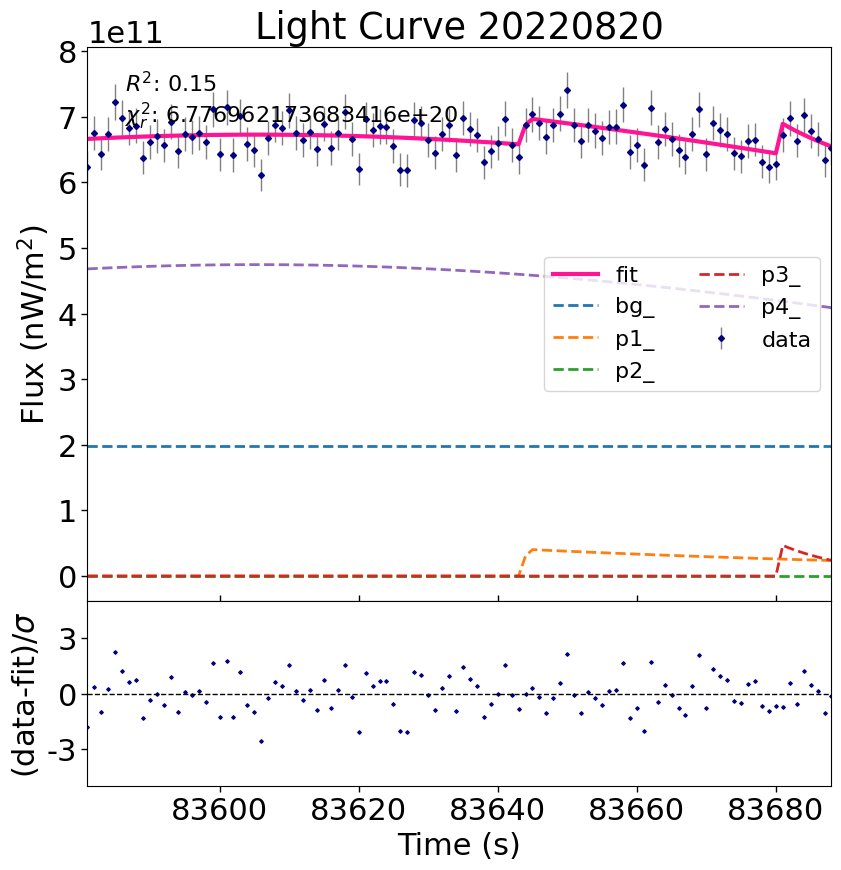 Light Curve 20220820
1e11
R²: 0.15
χ²ᵣ: 6.776962173683416e+20
8
7
6
5
4
3
2
1
0
Flux (nW/m²)
fit
bg_
p1_
p2_
p3_
p4_
data
3
0
-3
(data-fit)/σ
83600
83620
83640
83660
83680
Time (s)